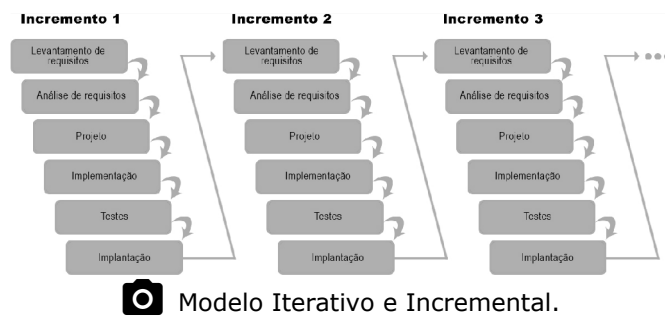 Incremento 1
Levantamento de
requisitos
Análise de requisitos
Projeto
Implementação
Testes
Implantação
Incremento 2
Levantamento de
requisitos
Análise de requisitos
Projeto
Implementação
Testes
Implantação
Incremento 3
Levantamento de
requisitos
Análise de requisitos
Projeto
Implementação
Testes
Implantação
Modelo Iterativo e Incremental.